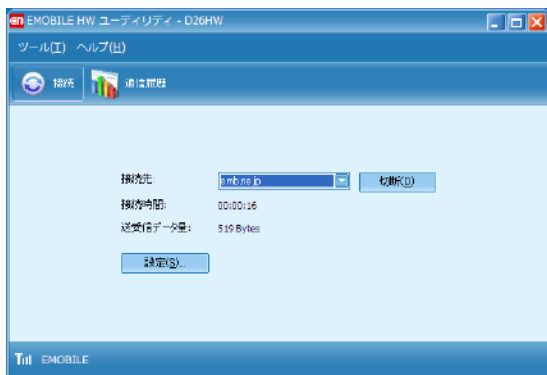 EMOBILE HW ユーティリティ - D26HW
ツール(T) ヘルプ(H)
接続 通信履歴
接続先: emb.ne.jp 切断(D)
接続時間: 00:00:16
送受信データ量: 519 Bytes
設定(S)...
EMOBILE